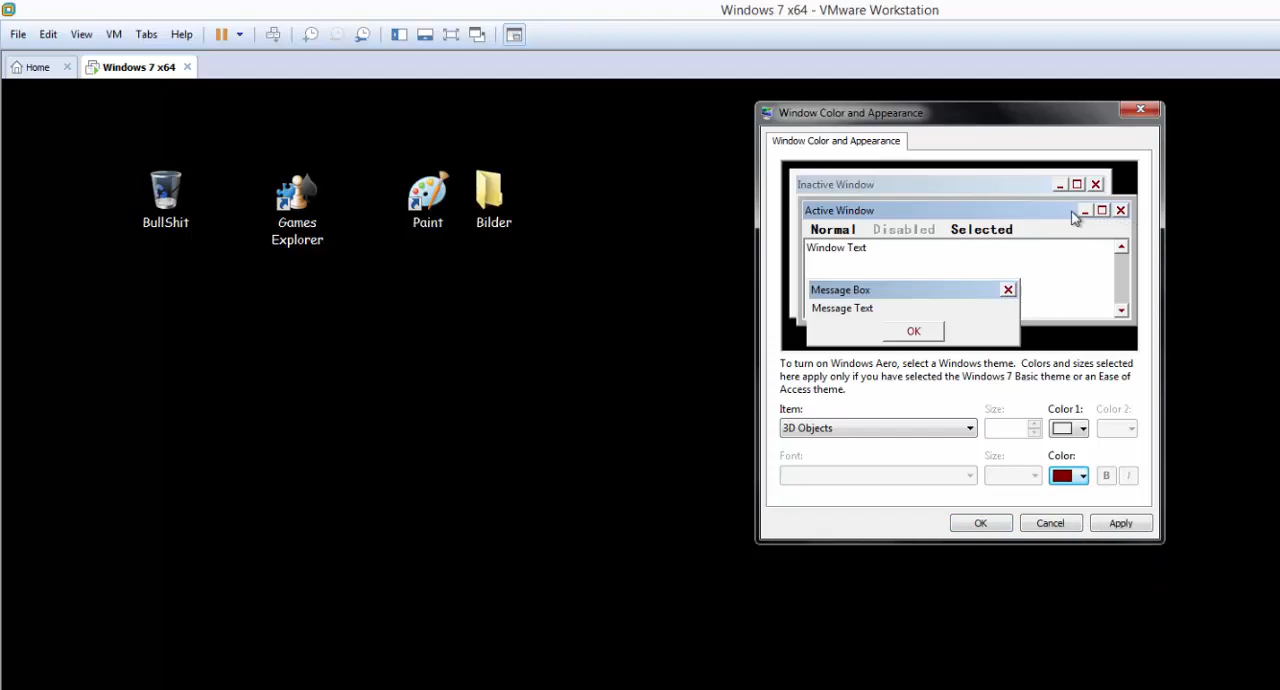 Windows 7 x64 - VMware Workstation
File Edit View VM Tabs Help
Home Windows 7 x64
BullShit
Games
Explorer
Paint
Bilder
Window Color and Appearance
Window Color and Appearance
Inactive Window
Active Window
Normal Disabled Selected
Window Text
Message Box
Message Text
OK
To turn on Windows Aero, select a Windows theme. Colors and sizes selected
here apply only if you have selected the Windows 7 Basic theme or an Ease of
Access theme.
Item: Size: Color 1: Color 2:
3D Objects
Font: Size: Color:
B I
OK Cancel Apply